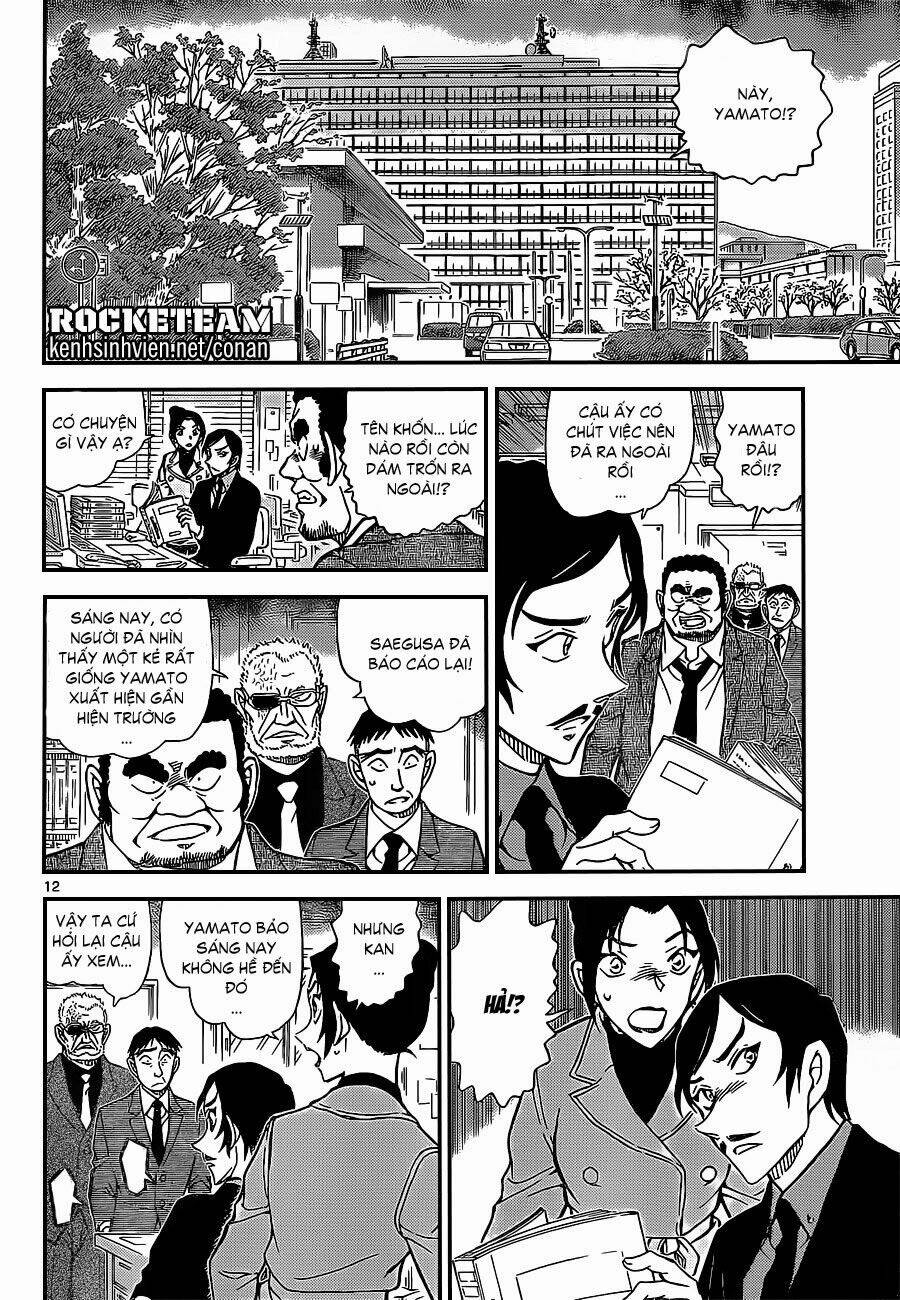 NÀY,
YAMATO!?
ROCKETEAM
kenhsinhvien.net/conan
YAMATO
ĐÂU
RỒI!?
CẬU ẤY CÓ
CHÚT VIỆC NÊN
ĐÃ RA NGOÀI
RỒI
...
TÊN KHỐN... LÚC
NÀO RỒI CÒN
DÁM TRỐN RA
NGOÀI!?
CÓ CHUYỆN
GÌ VẬY Ạ?
SAEGUSA ĐÃ
BÁO CÁO LẠI!
SÁNG NAY, CÓ
NGƯỜI ĐÃ NHÌN
THẤY MỘT KẺ RẤT
GIỐNG YAMATO
XUẤT HIỆN GẦN
HIỆN TRƯỜNG
...
12
HẢ!?
NHƯNG
KAN
...
YAMATO BẢO
SÁNG NAY
KHÔNG HỀ ĐẾN
ĐÓ
...
VẬY TA CỨ
HỎI LẠI CẬU
ẤY XEM...